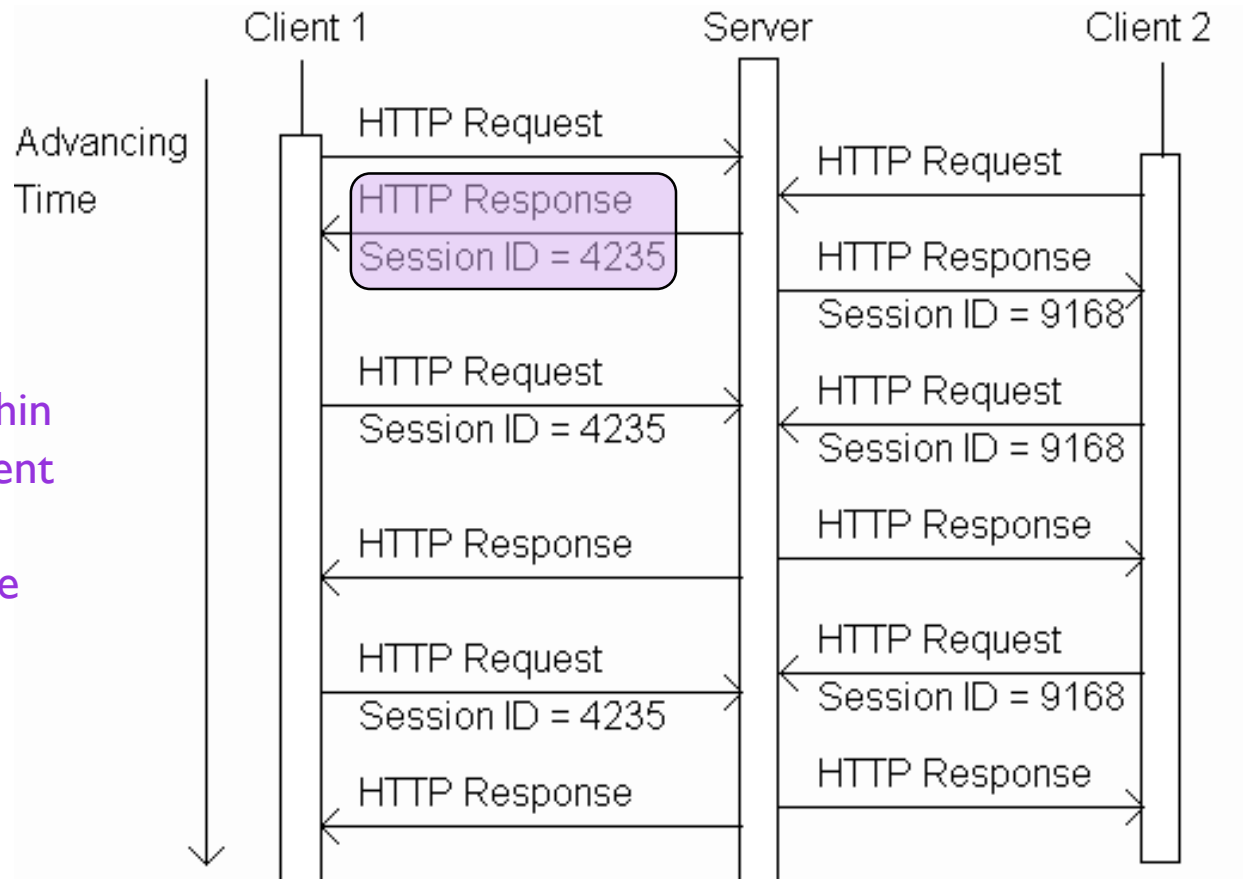 Client 1
Server
Client 2
Advancing
Time
HTTP Request
HTTP Request
HTTP Response
Session ID = 4235
HTTP Response
Session ID = 9168
HTTP Request
Session ID = 4235
HTTP Request
Session ID = 9168
hin
ent
e
HTTP Response
HTTP Response
HTTP Request
Session ID = 4235
HTTP Request
Session ID = 9168
HTTP Response
HTTP Response